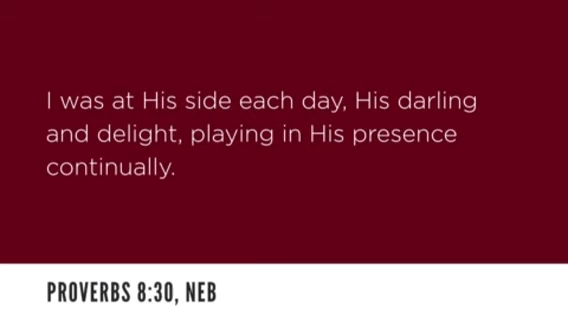 I was at His side each day, His darling
and delight, playing in His presence
continually.
PROVERBS 8:30, NEB